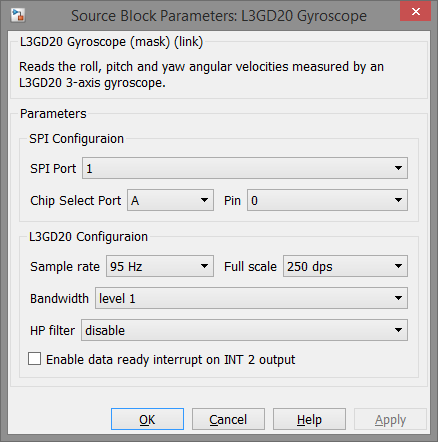 Source Block Parameters: L3GD20 Gyroscope
L3GD20 Gyroscope (mask) (link)
Reads the roll, pitch and yaw angular velocities measured by an
L3GD20 3-axis gyroscope.
Parameters
SPI Configuraion
SPI Port 1
Chip Select Port A Pin 0
L3GD20 Configuraion
Sample rate 95 Hz Full scale 250 dps
Bandwidth level 1
HP filter disable
Enable data ready interrupt on INT 2 output
OK Cancel Help Apply